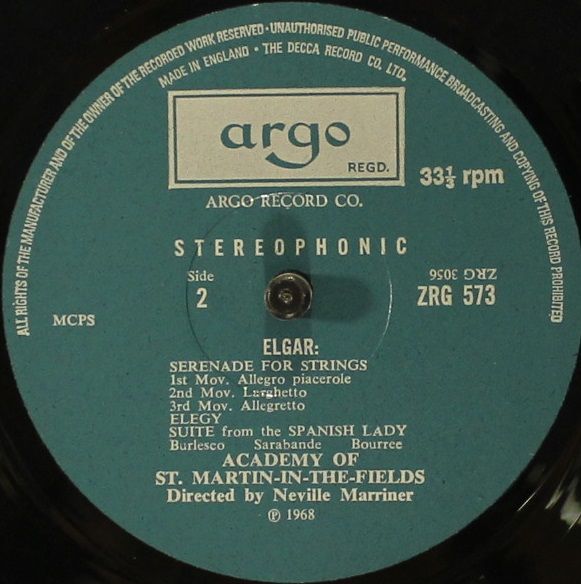 ALL RIGHTS OF THE MANUFACTURER AND OF THE OWNER OF THE RECORDED WORK RESERVED · UNAUTHORISED PUBLIC PERFORMANCE BROADCASTING AND COPYING OF THIS RECORD PROHIBITED
MADE IN ENGLAND · THE DECCA RECORD CO. LTD.
argo
REGD.
33⅓ rpm
ARGO RECORD CO.
STEREOPHONIC
Side
2
ZRG 3056
ZRG 573
MCPS
ELGAR:
SERENADE FOR STRINGS
1st Mov. Allegro piacerole
2nd Mov. Larghetto
3rd Mov. Allegretto
ELEGY
SUITE from the SPANISH LADY
Burlesco Sarabande Bourree
ACADEMY OF
ST. MARTIN-IN-THE-FIELDS
Directed by Neville Marriner
℗ 1968